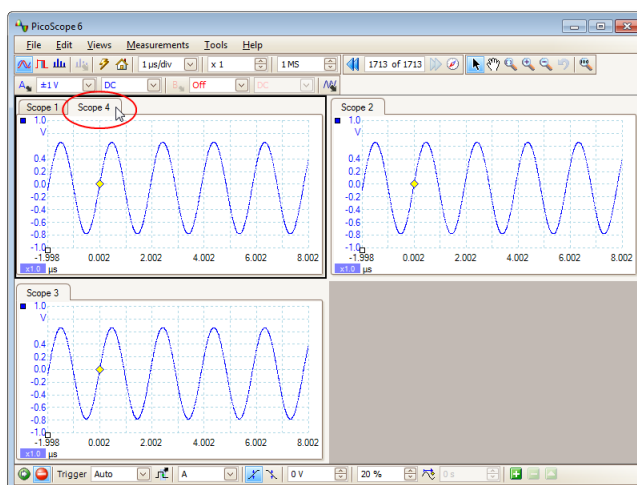 PicoScope 6
File Edit Views Measurements Tools Help
1 µs/div x 1 1 MS 1713 of 1713
A ±1 V DC B Off DC
Scope 1 Scope 4
1.0
V
0.4
0.2
0.0
-0.2
-0.4
-0.6
-0.8
-1.0
-1.998 0.002 2.002 4.002 6.002 8.002
x1.0 µs
Scope 2
1.0
V
0.4
0.2
0.0
-0.2
-0.4
-0.6
-0.8
-1.0
-1.998 0.002 2.002 4.002 6.002 8.002
x1.0 µs
Scope 3
1.0
V
0.4
0.2
0.0
-0.2
-0.4
-0.6
-0.8
-1.0
-1.998 0.002 2.002 4.002 6.002 8.002
x1.0 µs
Trigger Auto A 0 V 20 % 0 s